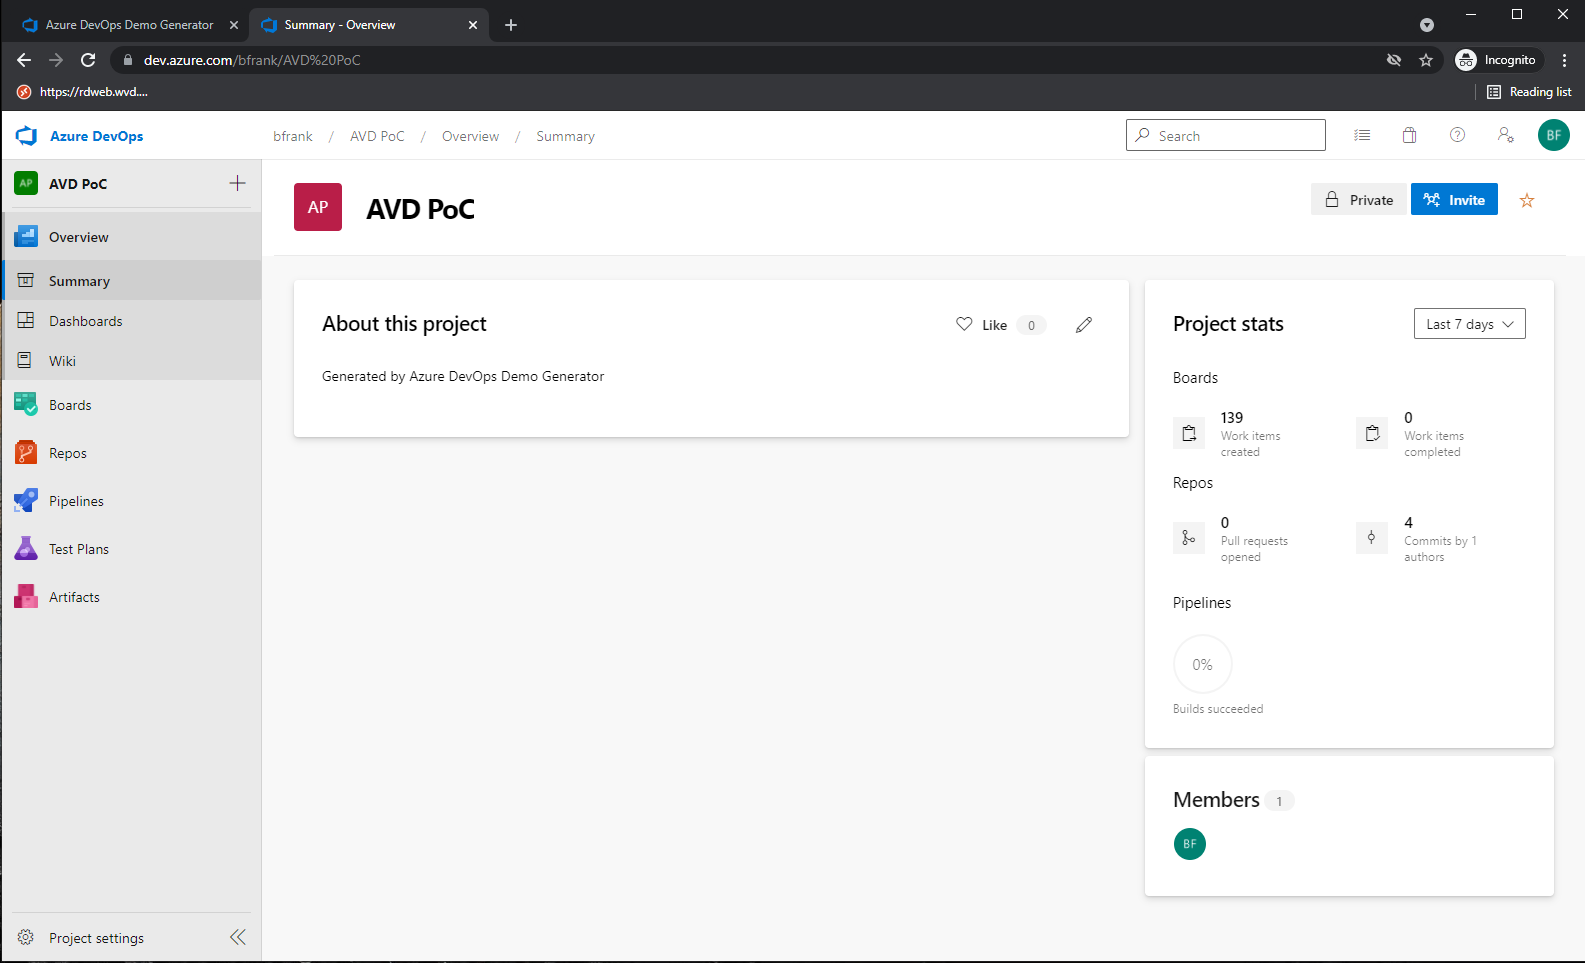 Azure DevOps Demo Generator
Summary - Overview
dev.azure.com/bfrank/AVD%20PoC
Incognito
https://rdweb.wvd....
Reading list
Azure DevOps
bfrank / AVD PoC / Overview / Summary
Search
BF
AP AVD PoC
Overview
Summary
Dashboards
Wiki
Boards
Repos
Pipelines
Test Plans
Artifacts
Project settings
AP AVD PoC
Private
Invite
About this project
Like 0
Generated by Azure DevOps Demo Generator
Project stats
Last 7 days
Boards
139
Work items
created
0
Work items
completed
Repos
0
Pull requests
opened
4
Commits by 1
authors
Pipelines
0%
Builds succeeded
Members 1
BF